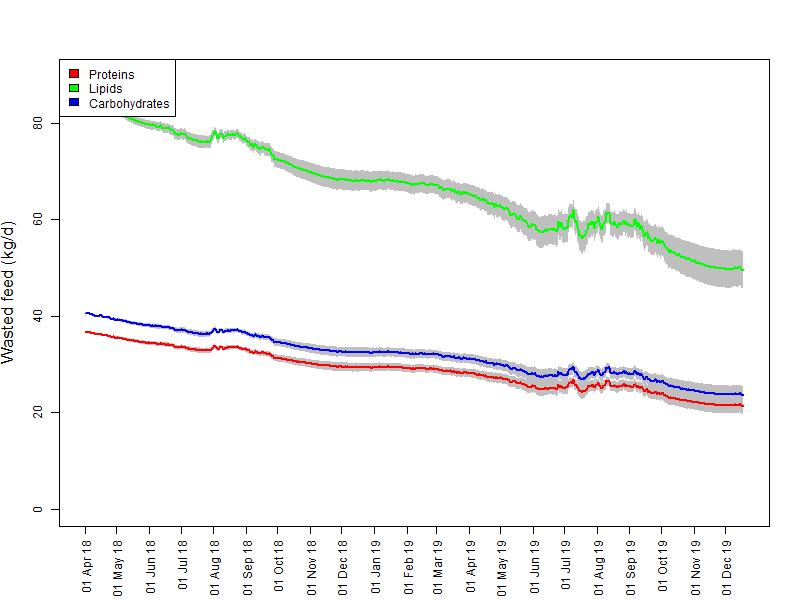 Proteins
Lipids
Carbohydrates
Wasted feed (kg/d)
80
60
40
20
0
01 Apr 18
01 May 18
01 Jun 18
01 Jul 18
01 Aug 18
01 Sep 18
01 Oct 18
01 Nov 18
01 Dec 18
01 Jan 19
01 Feb 19
01 Mar 19
01 Apr 19
01 May 19
01 Jun 19
01 Jul 19
01 Aug 19
01 Sep 19
01 Oct 19
01 Nov 19
01 Dec 19